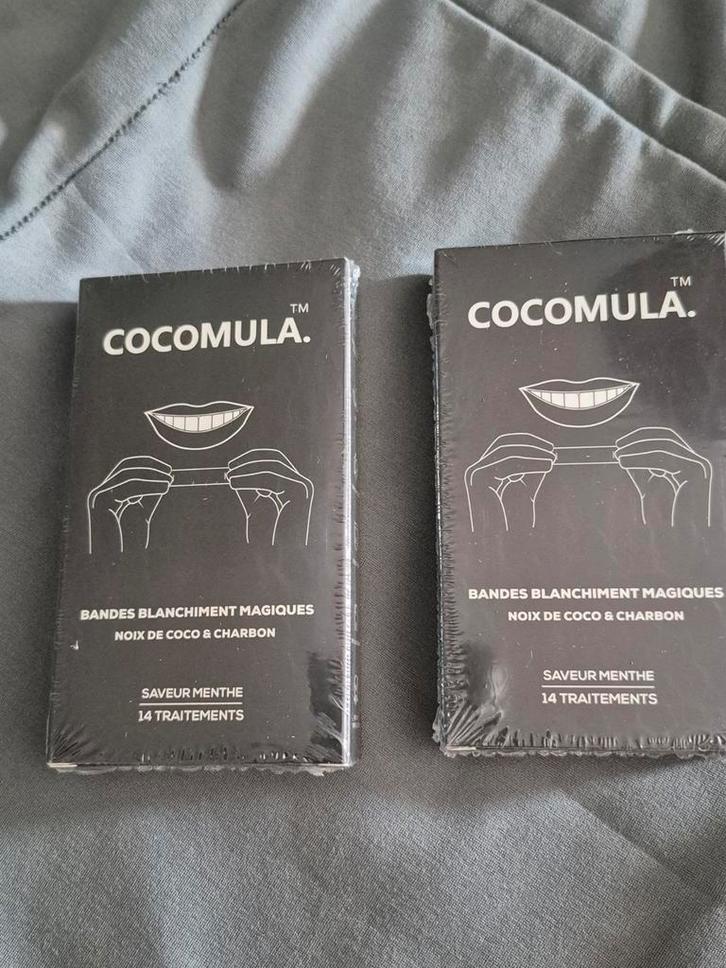 COCOMULA.™
BANDES BLANCHIMENT MAGIQUES
NOIX DE COCO & CHARBON
SAVEUR MENTHE
14 TRAITEMENTS
COCOMULA.™
BANDES BLANCHIMENT MAGIQUES
NOIX DE COCO & CHARBON
SAVEUR MENTHE
14 TRAITEMENTS